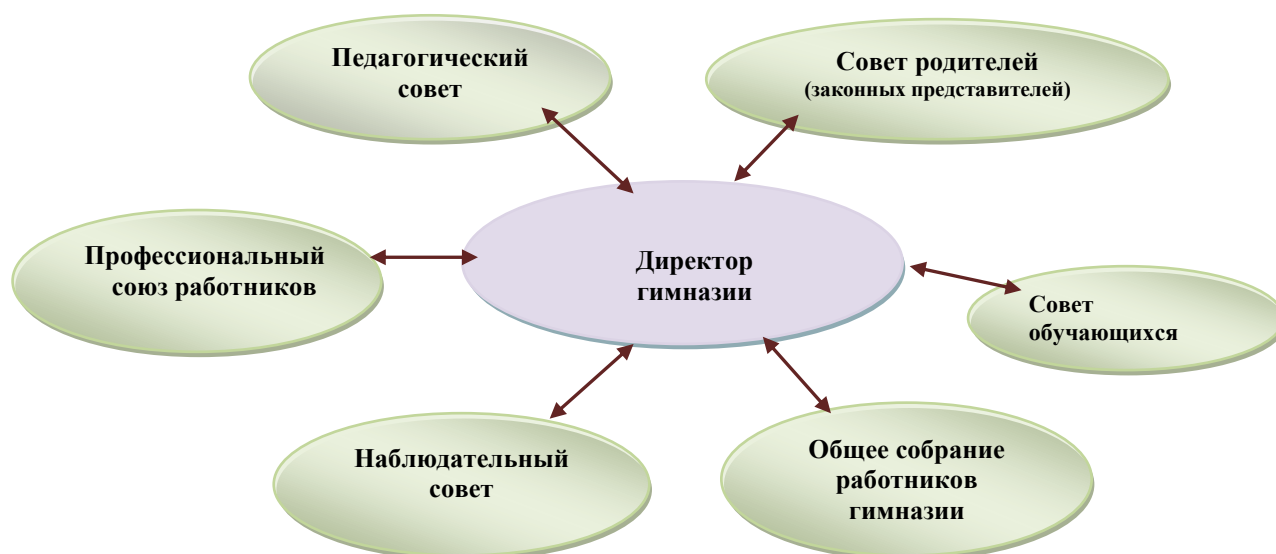 Педагогический
совет
Совет родителей
(законных представителей)
Профессиональный
союз работников
Директор
гимназии
Совет
обучающихся
Наблюдательный
совет
Общее собрание
работников
гимназии